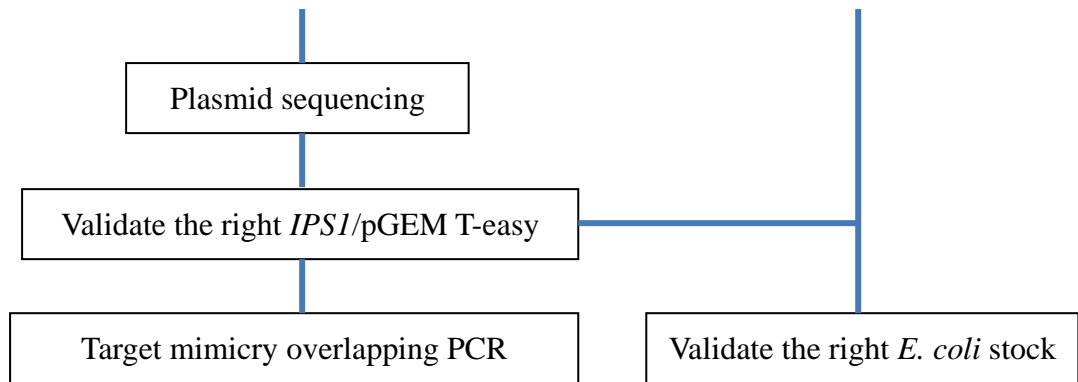 Plasmid sequencing
Validate the right IPS1/pGEM T-easy
Target mimicry overlapping PCR
Validate the right E. coli stock